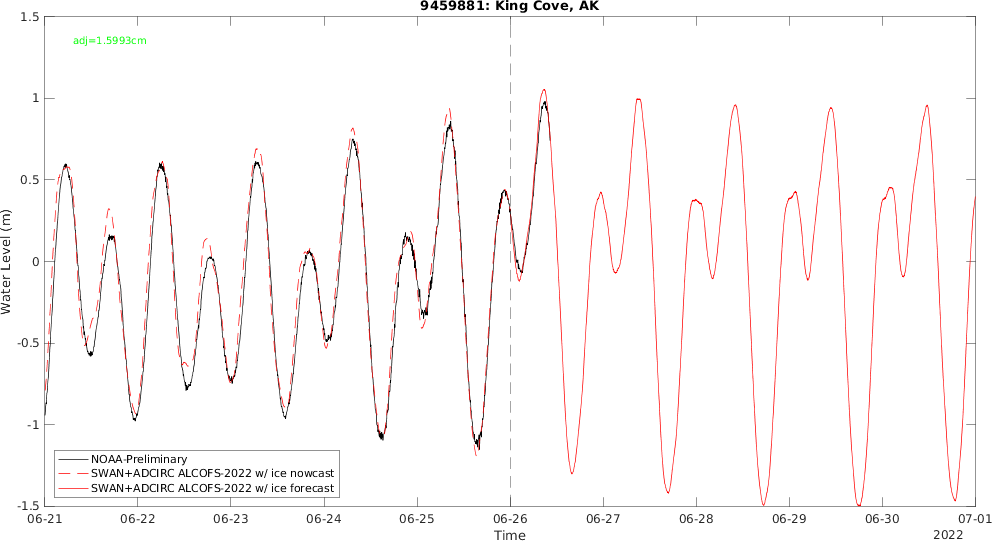 9459881: King Cove, AK
adj=1.5993cm
Water Level (m)
1.5
1
0.5
0
-0.5
-1
-1.5
NOAA-Preliminary
SWAN+ADCIRC ALCOFS-2022 w/ ice nowcast
SWAN+ADCIRC ALCOFS-2022 w/ ice forecast
06-21 06-22 06-23 06-24 06-25 06-26 06-27 06-28 06-29 06-30 07-01
Time
2022